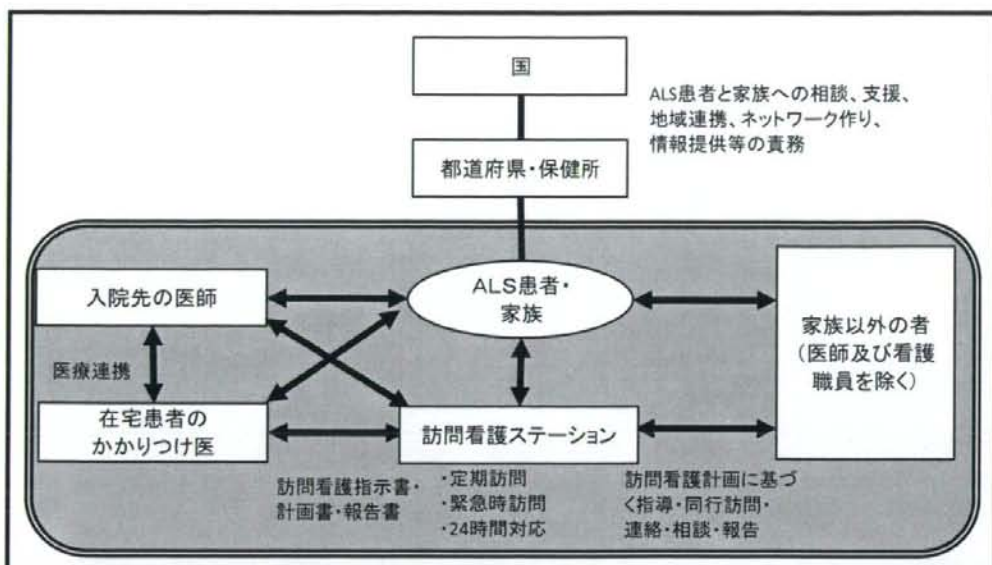 国
ALS患者と家族への相談、支援、
地域連携、ネットワーク作り、
情報提供等の責務
都道府県・保健所
入院先の医師
ALS患者・
家族
家族以外の者
(医師及び看護
職員を除く)
医療連携
在宅患者の
かかりつけ医
訪問看護ステーション
訪問看護指示書・
計画書・報告書
・定期訪問
・緊急時訪問
・24時間対応
訪問看護計画に基づ
く指導・同行訪問・
連絡・相談・報告